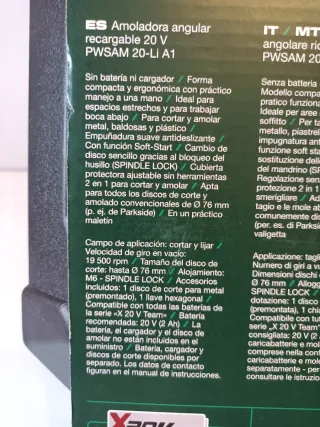 ES Amoladora angular
recargable 20 V
PWSAM 20-Li A1
Sin batería ni cargador / Forma
compacta y ergonómica con práctico
manejo a una mano / Ideal para
espacios estrechos y para trabajar
boca abajo / Para cortar y amolar
metal, baldosas y plástico /
Empuñadura suave antideslizante /
Con función Soft-Start / Cambio de
disco sencillo gracias al bloqueo del
husillo (SPINDLE LOCK) / Cubierta
protectora ajustable sin herramientas
2 en 1 para cortar y amolar / Apta
para todos los discos de corte y
amolado convencionales de Ø 76 mm
(p. ej. de Parkside) / En un práctico
maletín
Campo de aplicación: cortar y lijar /
Velocidad de giro en vacío:
19 500 rpm / Tamaño del disco de
corte: hasta Ø 76 mm / Alojamiento:
M6 - SPINDLE LOCK / Accesorios
incluidos: 1 disco de corte para metal
(premontado), 1 llave hexagonal /
Compatible con todas las baterías de
la serie «X 20 V Team» / Batería
recomendada: 20 V (2 Ah) / La
batería, el cargador y el disco de
amolar no están incluidos en el
suministro / Batería, cargador y
discos de corte disponibles por
separado. Los datos de contacto
figuran en el manual de instrucciones.
IT / MT
angolare ric
PWSAM 20
Senza batteria
Modello compa
pratico funziona
Ideale per aree
soffitto / Per ta
metallo, piastrel
impugnatura anti
funzione soft sta
sostituzione delle
del mandrino (SP
Regolazione senz
protezione 2 in 1
smerigliare / Ada
tagio e le mole ab
comunemente dis
(per. es. di Parksid
valigetta
Applicazione: tagli
Numero di giri a vu
Dimensioni dischi d
Ø 76 mm / Allogg
SPINDLE LOCK /
dotazione: 1 disco
(premontato), 1 chia
Compatibile con tut
serie „X 20 V Team
consigliata: 20 V (2
caricabatterie e mol
comprese nella confe
caricabatterie e mol
separatamente - per
consultare le istruzio